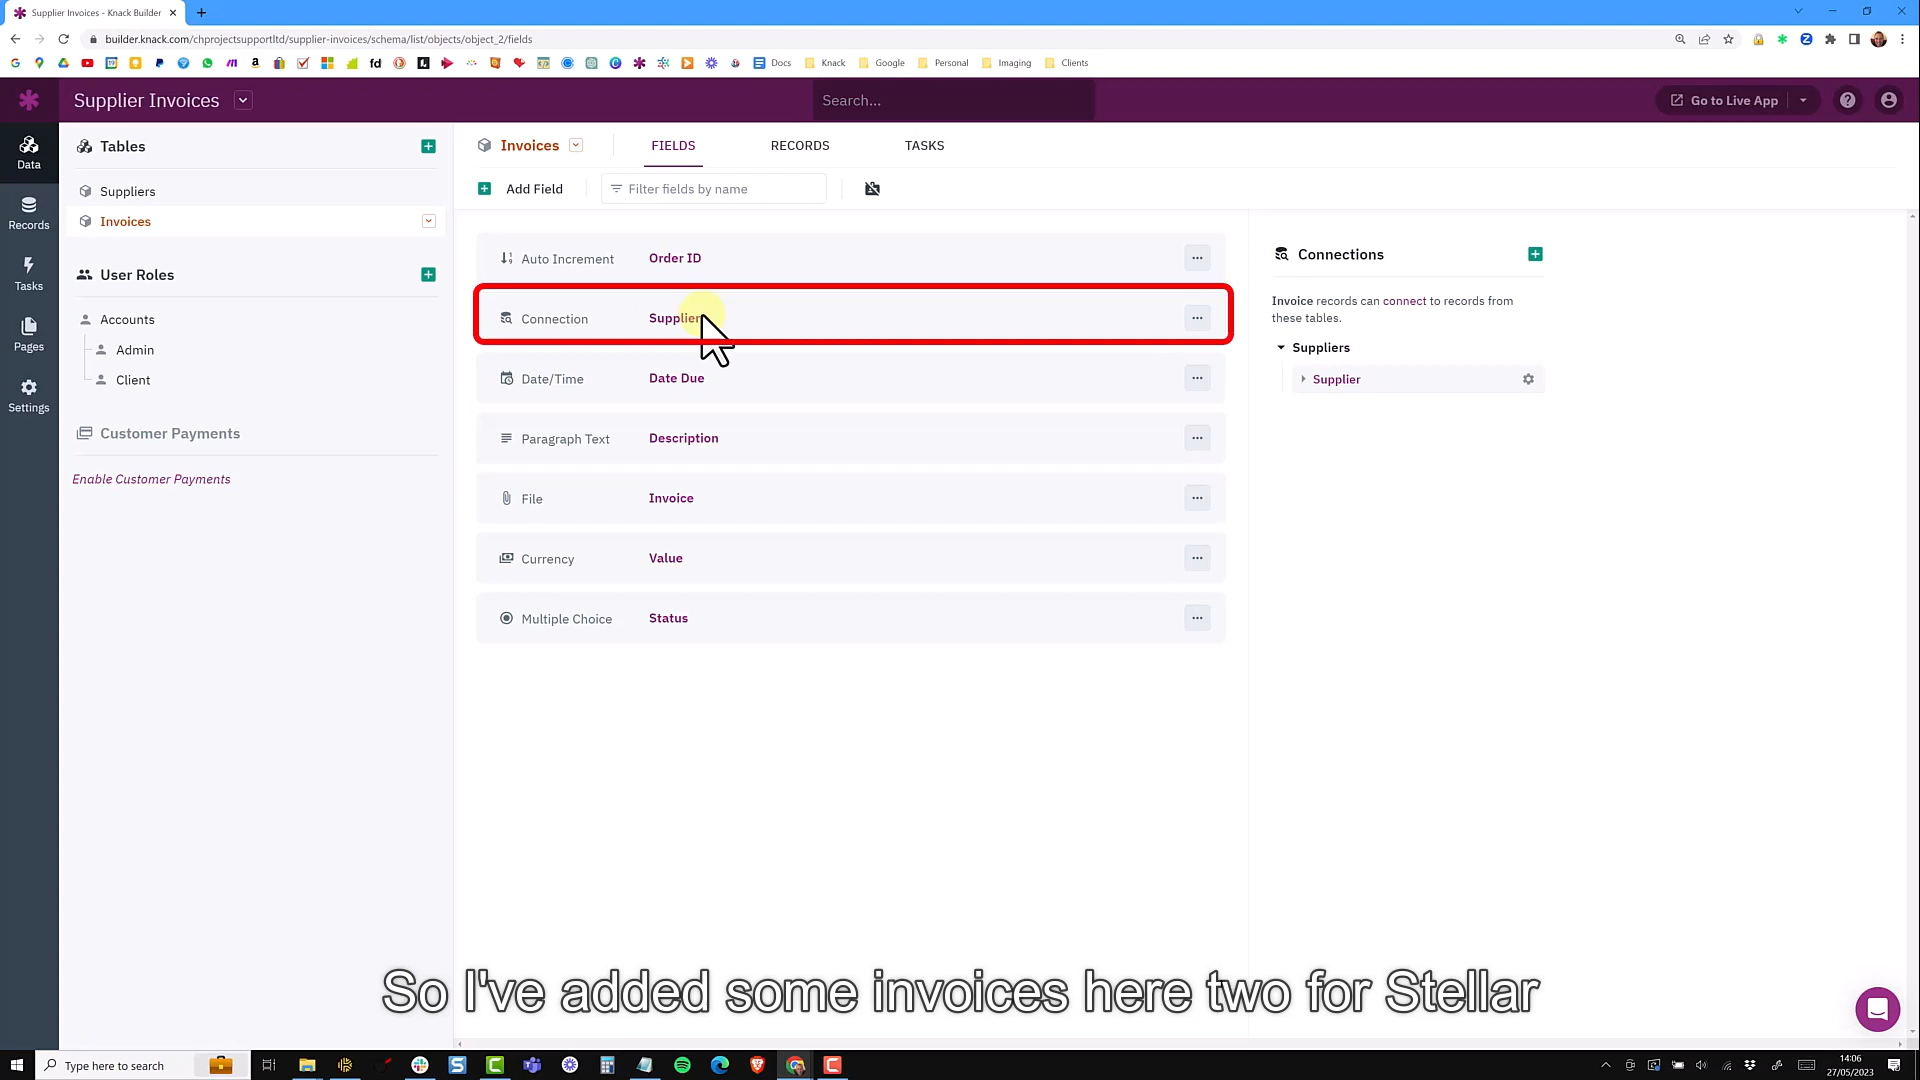 Supplier Invoices - Knack Builder
builder.knack.com/chprojectsupportltd/supplier-invoices/schema/list/objects/object_2/fields
Docs
Knack
Google
Personal
Imaging
Clients
Supplier Invoices
Search...
Go to Live App
Data
Records
Tasks
Pages
Settings
Tables
Suppliers
Invoices
User Roles
Accounts
Admin
Client
Customer Payments
Enable Customer Payments
Invoices
FIELDS
RECORDS
TASKS
Add Field
Filter fields by name
Auto Increment Order ID
Connection Supplier
Date/Time Date Due
Paragraph Text Description
File Invoice
Currency Value
Multiple Choice Status
Connections
Invoice records can connect to records from
these tables.
Suppliers
Supplier
So I've added some invoices here two for Stellar
Type here to search
14:06
27/05/2023